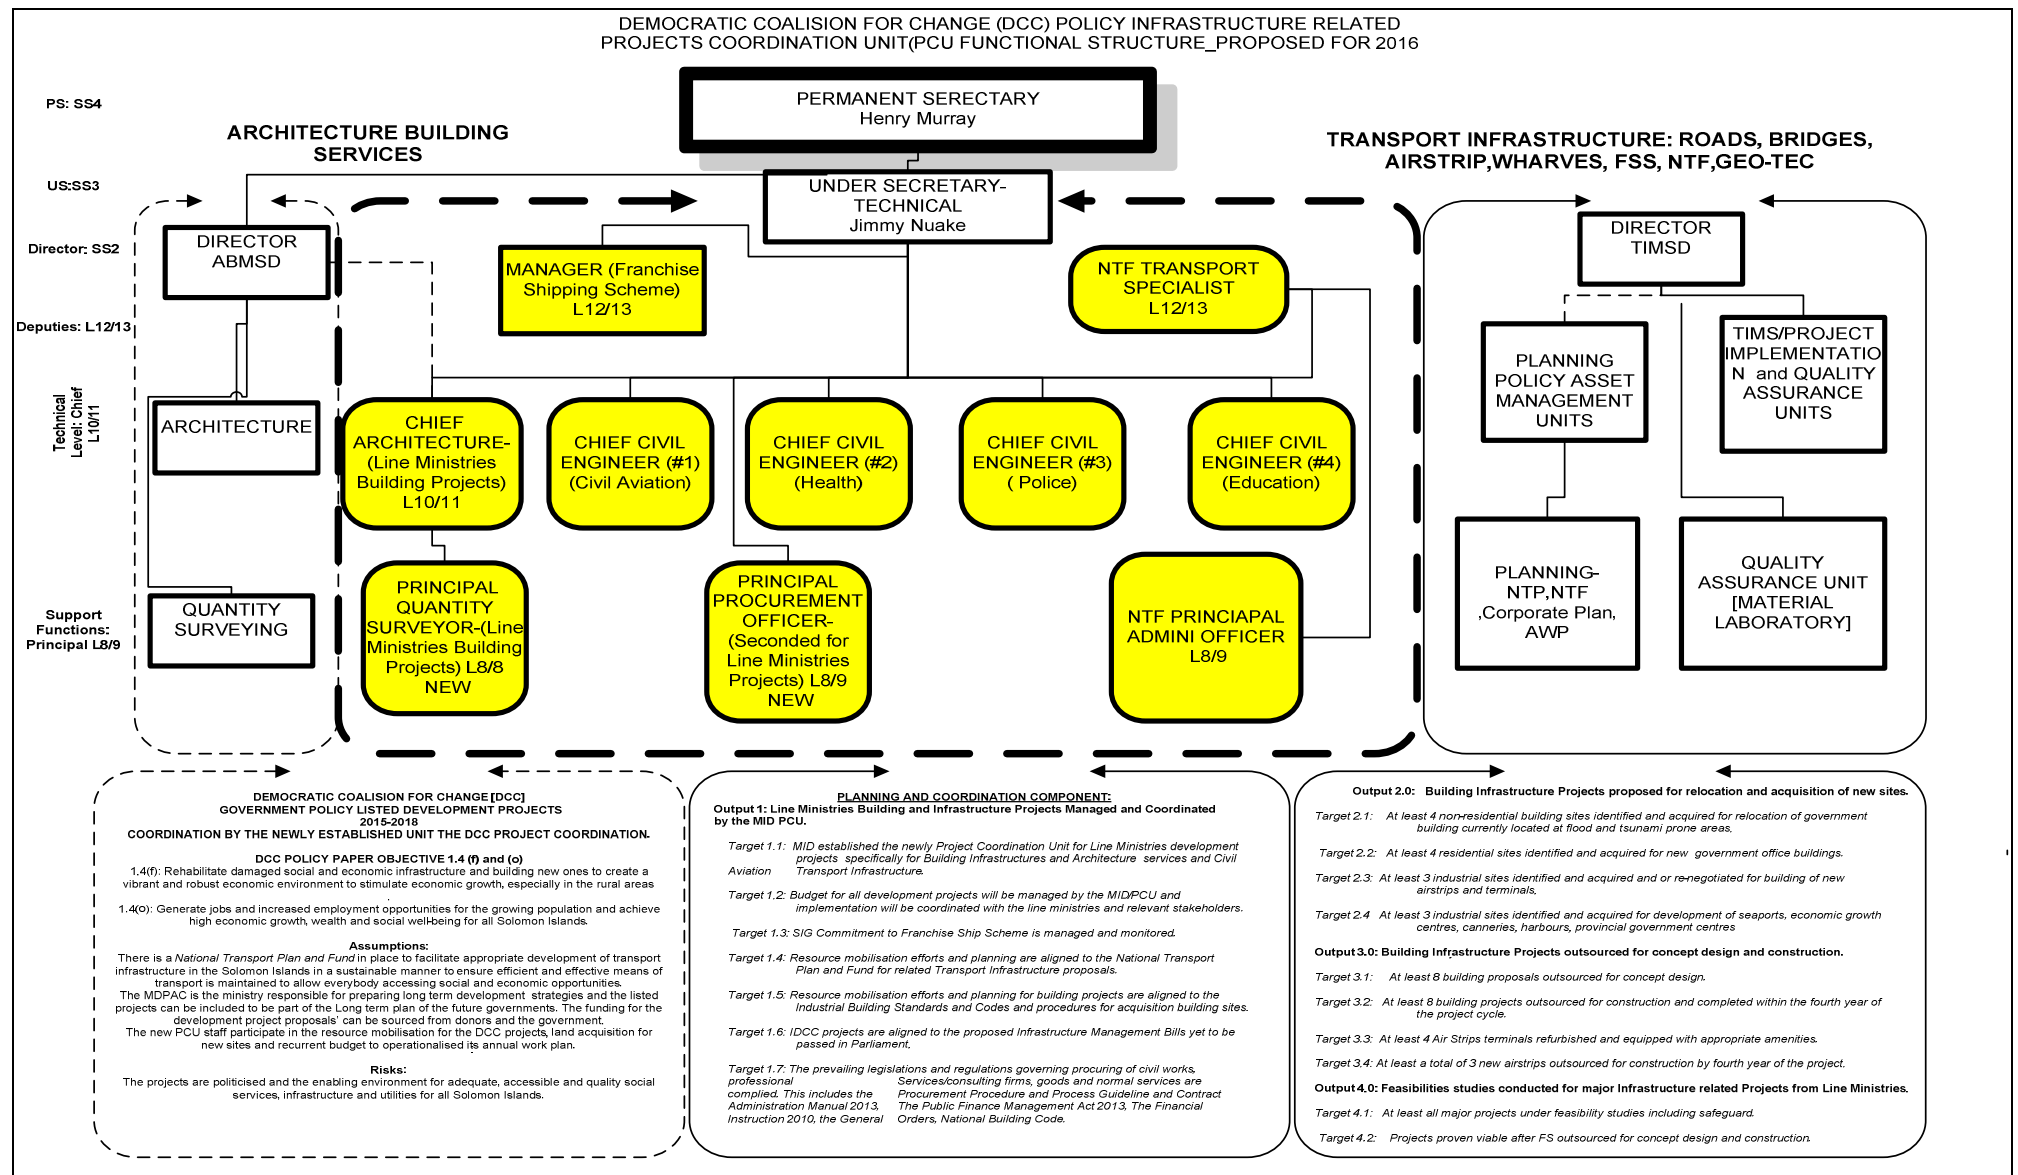 DEMOCRATIC COALISION FOR CHANGE (DCC) POLICY INFRASTRUCTURE RELATED
PROJECTS COORDINATION UNIT(PCU FUNCTIONAL STRUCTURE_PROPOSED FOR 2016
PS: SS4
PERMANENT SERECTARY
Henry Murray
ARCHITECTURE BUILDING
SERVICES
TRANSPORT INFRASTRUCTURE: ROADS, BRIDGES,
AIRSTRIP,WHARVES, FSS, NTF,GEO-TEC
US:SS3
UNDER SECRETARY-
TECHNICAL
Jimmy Nuake
Director: SS2
DIRECTOR
ABMSD
MANAGER (Franchise
Shipping Scheme)
L12/13
NTF TRANSPORT
SPECIALIST
L12/13
DIRECTOR
TIMSD
Deputies: L12/13
PLANNING
POLICY ASSET
MANAGEMENT
UNITS
TIMS/PROJECT
IMPLEMENTATIO
N and QUALITY
ASSURANCE
UNITS
Technical
Level: Chief
L10/11
ARCHITECTURE
CHIEF
ARCHITECTURE-
(Line Ministries
Building Projects)
L10/11
CHIEF CIVIL
ENGINEER (#1)
(Civil Aviation)
CHIEF CIVIL
ENGINEER (#2)
(Health)
CHIEF CIVIL
ENGINEER (#3)
( Police)
CHIEF CIVIL
ENGINEER (#4)
(Education)
Support
Functions:
Principal L8/9
QUANTITY
SURVEYING
PRINCIPAL
QUANTITY
SURVEYOR-(Line
Ministries Building
Projects) L8/8
NEW
PRINCIPAL
PROCUREMENT
OFFICER-
(Seconded for
Line Ministries
Projects) L8/9
NEW
NTF PRINCIAPAL
ADMINI OFFICER
L8/9
PLANNING-
NTP,NTF
,Corporate Plan,
AWP
QUALITY
ASSURANCE UNIT
[MATERIAL
LABORATORY]
DEMOCRATIC COALISION FOR CHANGE [DCC]
GOVERNMENT POLICY LISTED DEVELOPMENT PROJECTS
2015-2018
COORDINATION BY THE NEWLY ESTABLISHED UNIT THE DCC PROJECT COORDINATION.
DCC POLICY PAPER OBJECTIVE 1.4 (f) and (o)
1.4(f): Rehabilitate damaged social and economic infrastructure and building new ones to create a
vibrant and robust economic environment to stimulate economic growth, especially in the rural areas
.
1.4(o): Generate jobs and increased employment opportunities for the growing population and achieve
high economic growth, wealth and social well-being for all Solomon Islands.
Assumptions:
There is a National Transport Plan and Fund in place to facilitate appropriate development of transport
infrastructure in the Solomon Islands in a sustainable manner to ensure efficient and effective means of
transport is maintained to allow everybody accessing social and economic opportunities.
The MDPAC is the ministry responsible for preparing long term development strategies and the listed
projects can be included to be part of the Long term plan of the future governments. The funding for the
development project proposals' can be sourced from donors and the government.
The new PCU staff participate in the resource mobilisation for the DCC projects, land acquisition for
new sites and recurrent budget to operationalised its annual work plan.
Risks:
The projects are politicised and the enabling environment for adequate, accessible and quality social
services, infrastructure and utilities for all Solomon Islands.
PLANNING AND COORDINATION COMPONENT:
Output 1: Line Ministries Building and Infrastructure Projects Managed and Coordinated
by the MID PCU.
Target 1.1: MID established the newly Project Coordination Unit for Line Ministries development
projects specifically for Building Infrastructures and Architecture services and Civil
Aviation Transport Infrastructure.
Target 1.2: Budget for all development projects will be managed by the MID/PCU and
implementation will be coordinated with the line ministries and relevant stakeholders.
Target 1.3: SIG Commitment to Franchise Ship Scheme is managed and monitored.
Target 1.4: Resource mobilisation efforts and planning are aligned to the National Transport
Plan and Fund for related Transport Infrastructure proposals.
Target 1.5: Resource mobilisation efforts and planning for building projects are aligned to the
Industrial Building Standards and Codes and procedures for acquisition building sites.
Target 1.6: IDCC projects are aligned to the proposed Infrastructure Management Bills yet to be
passed in Parliament.
Target 1.7: The prevailing legislations and regulations governing procuring of civil works,
professional Services/consulting firms, goods and normal services are
complied. This includes the Procurement Procedure and Process Guideline and Contract
Administration Manual 2013, The Public Finance Management Act 2013, The Financial
Instruction 2010, the General Orders, National Building Code.
Output 2.0: Building Infrastructure Projects proposed for relocation and acquisition of new sites.
Target 2.1: At least 4 non-residential building sites identified and acquired for relocation of government
building currently located at flood and tsunami prone areas.
Target 2.2: At least 4 residential sites identified and acquired for new government office buildings.
Target 2.3: At least 3 industrial sites identified and acquired and or re-negotiated for building of new
airstrips and terminals.
Target 2.4 At least 3 industrial sites identified and acquired for development of seaports, economic growth
centres, canneries, harbours, provincial government centres
Output 3.0: Building Infrastructure Projects outsourced for concept design and construction.
Target 3.1: At least 8 building proposals outsourced for concept design.
Target 3.2: At least 8 building projects outsourced for construction and completed within the fourth year of
the project cycle.
Target 3.3: At least 4 Air Strips terminals refurbished and equipped with appropriate amenities.
Target 3.4: At least a total of 3 new airstrips outsourced for construction by fourth year of the project.
Output 4.0: Feasibilities studies conducted for major Infrastructure related Projects from Line Ministries.
Target 4.1: At least all major projects under feasibility studies including safeguard.
Target 4.2: Projects proven viable after FS outsourced for concept design and construction.